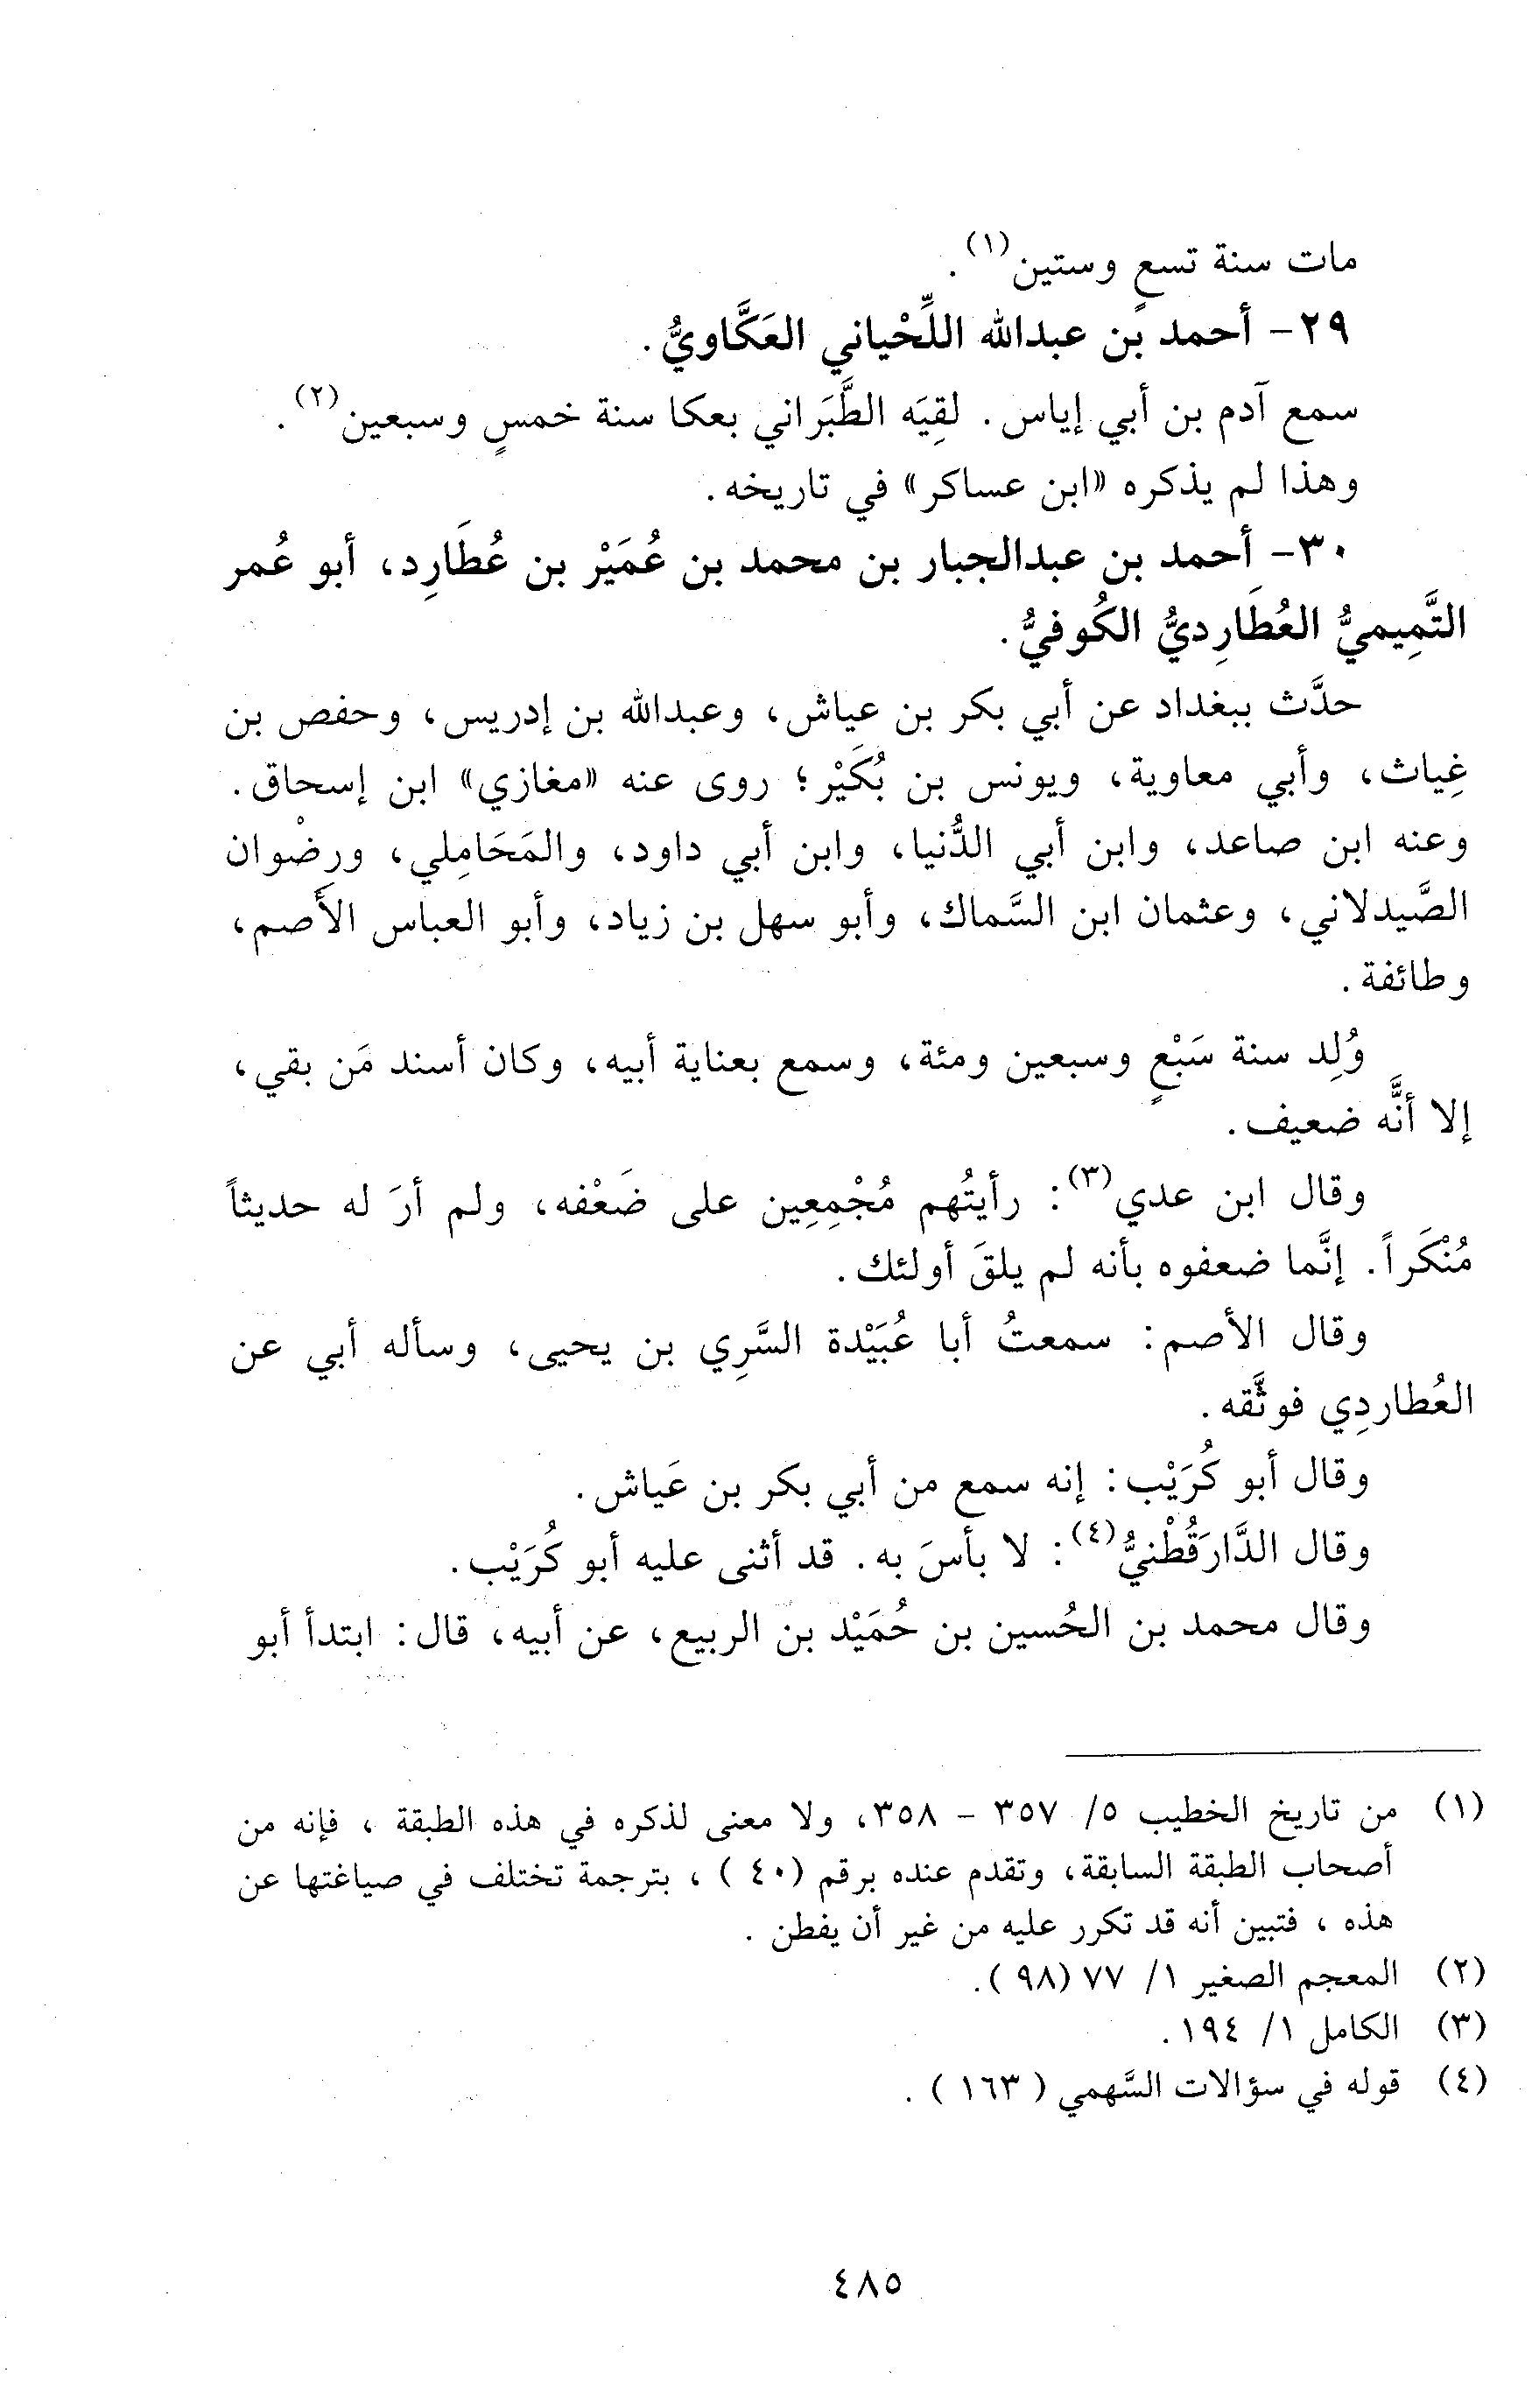 مات سنة تسعٍ وستين(١).
٢٩- أحمد بن عبدالله اللِّحْياني العَكَّاويُّ.
سمع آدم بن أبي إياس. لقِيَه الطَّبَراني بعكا سنة خمسٍ وسبعين(٢).
وهذا لم يذكره «ابن عساكر» في تاريخه.
٣٠- أحمد بن عبدالجبار بن محمد بن عُمَيْر بن عُطَارِد، أبو عُمر
التَّمِيميُّ العُطَارِديُّ الكُوفيُّ.
حدَّث ببغداد عن أبي بكر بن عياش، وعبدالله بن إدريس، وحفص بن
غِياث، وأبي معاوية، ويونس بن بُكَيْر؛ روى عنه «مغازي» ابن إسحاق.
وعنه ابن صاعد، وابن أبي الدُّنيا، وابن أبي داود، والمَحَامِلي، ورضْوان
الصَّيدلاني، وعثمان ابن السَّماك، وأبو سهل بن زياد، وأبو العباس الأَصم،
وطائفة.
وُلِد سنة سَبْعٍ وسبعين ومئة، وسمع بعناية أبيه، وكان أسند مَن بقي،
إلا أنَّه ضعيف.
وقال ابن عدي(٣): رأيتُهم مُجْمِعِين على ضَعْفه، ولم أرَ له حديثاً
مُنْكَراً. إنَّما ضعفوه بأنه لم يلقَ أولئك.
وقال الأصم: سمعتُ أبا عُبَيْدة السَّرِي بن يحيى، وسأله أبي عن
العُطاردِي فوثَّقه.
وقال أبو كُرَيْب: إنه سمع من أبي بكر بن عَياش.
وقال الدَّارَقُطْنيُّ(٤): لا بأسَ به. قد أثنى عليه أبو كُرَيْب.
وقال محمد بن الحُسين بن حُمَيْد بن الربيع، عن أبيه، قال: ابتدأ أبو
(١) من تاريخ الخطيب ٥/ ٣٥٧ - ٣٥٨، ولا معنى لذكره في هذه الطبقة ، فإنه من
أصحاب الطبقة السابقة، وتقدم عنده برقم (٤٠ ) ، بترجمة تختلف في صياغتها عن
هذه ، فتبين أنه قد تكرر عليه من غير أن يفطن .
(٢) المعجم الصغير ١/ ٧٧ (٩٨ ).
(٣) الكامل ١/ ١٩٤.
(٤) قوله في سؤالات السَّهمي ( ١٦٣ ) .
٤٨٥